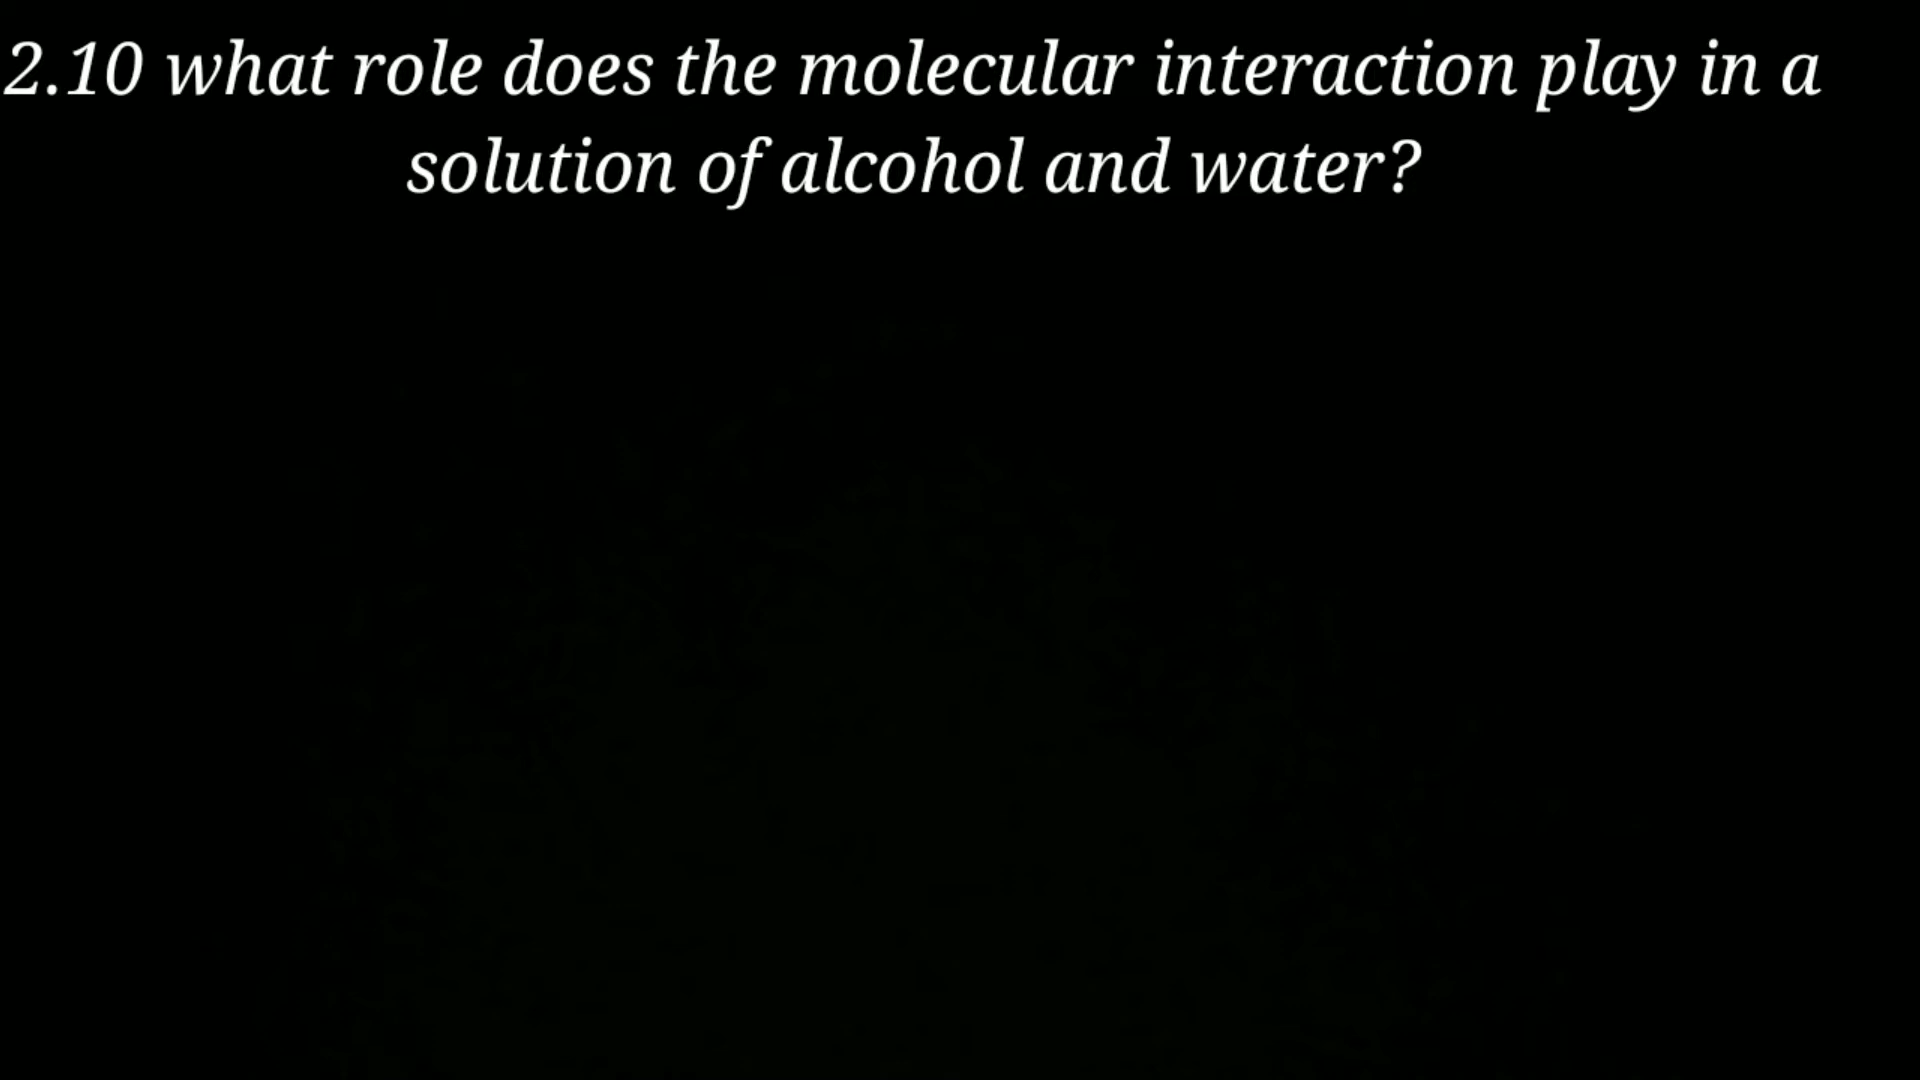 2.10 what role does the molecular interaction play in a
solution of alcohol and water?